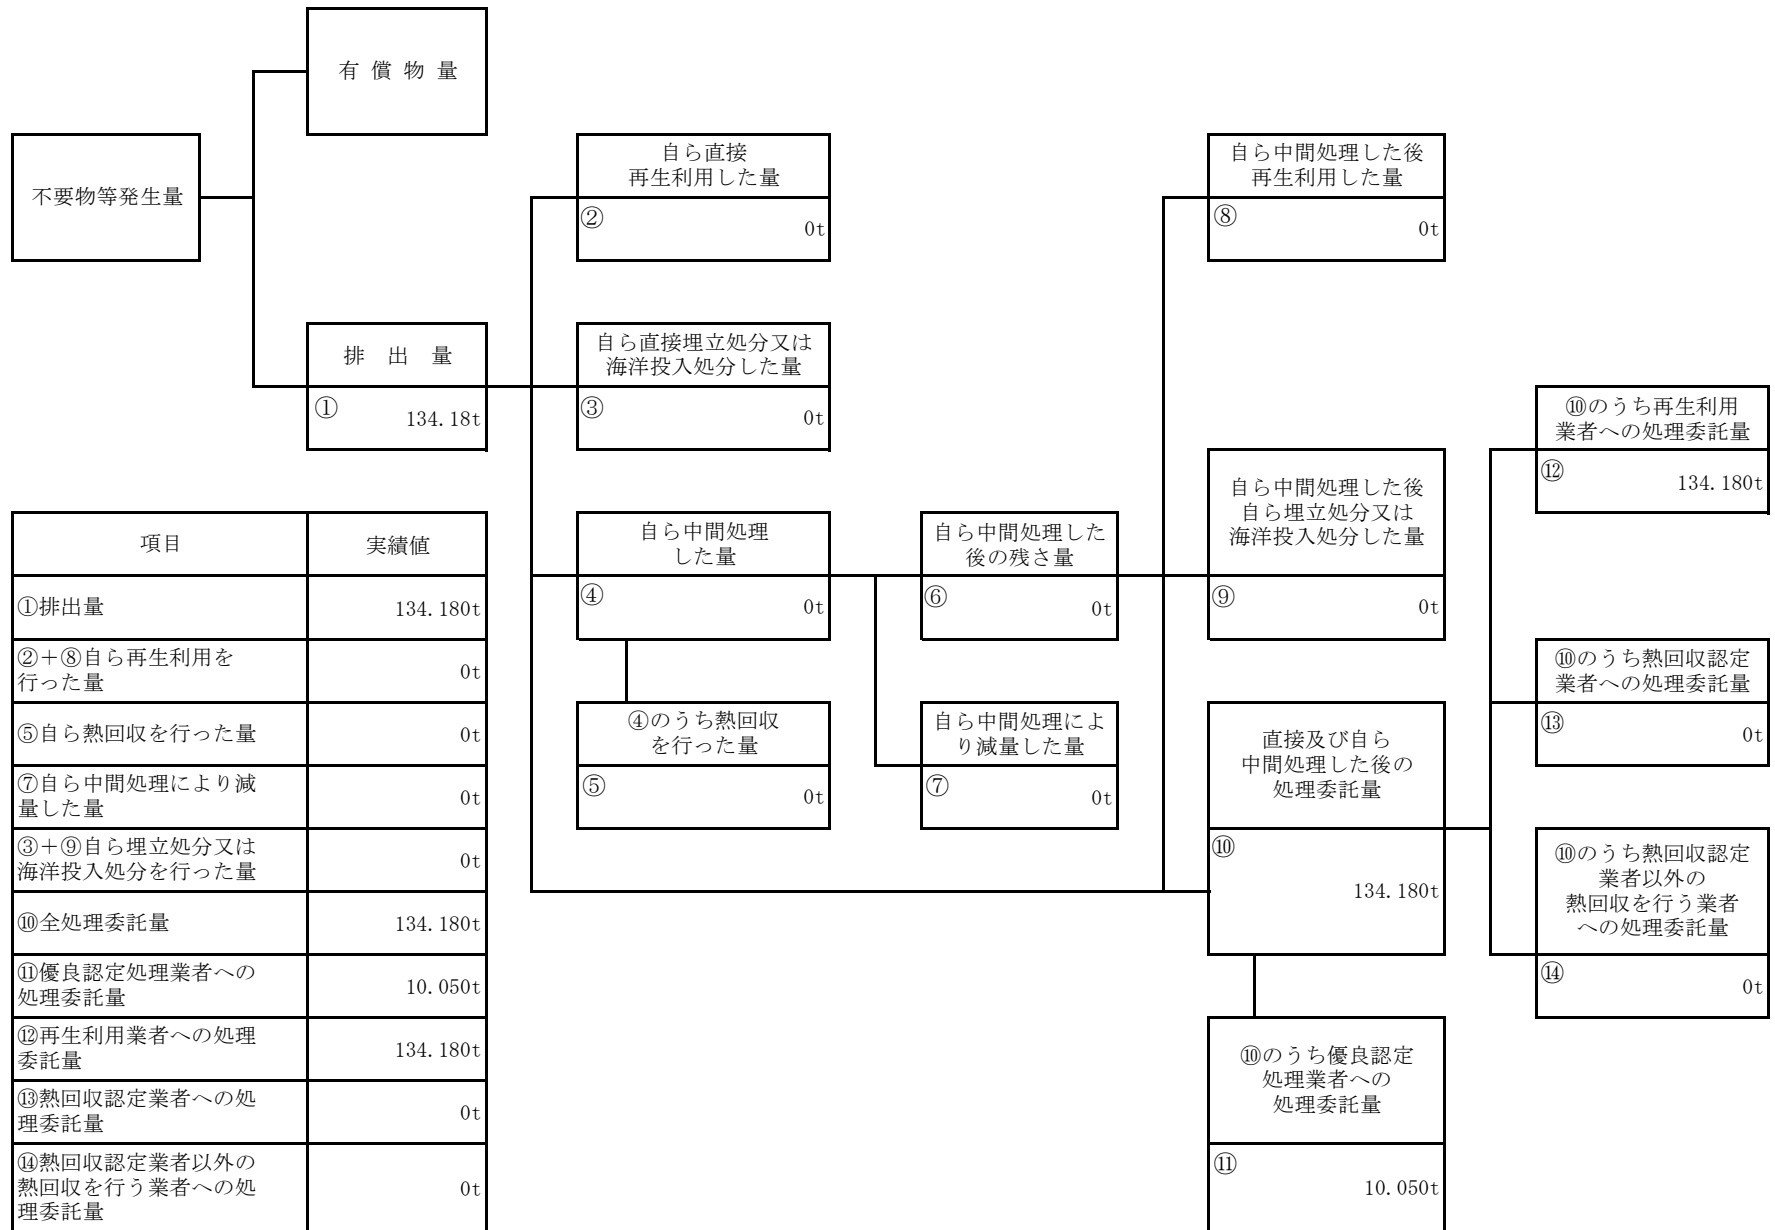 有 償 物 量
不要物等発生量
自ら直接
再生利用した量
②
0t
自ら中間処理した後
再生利用した量
⑧
0t
排 出 量
①
134.18t
自ら直接埋立処分又は
海洋投入処分した量
③
0t
⑩のうち再生利用
業者への処理委託量
⑫
134.180t
自ら中間処理した後
自ら埋立処分又は
海洋投入処分した量
⑨
0t
自ら中間処理
した量
④
0t
自ら中間処理した
後の残さ量
⑥
0t
⑩のうち熱回収認定
業者への処理委託量
⑬
0t
④のうち熱回収
を行った量
⑤
0t
自ら中間処理によ
り減量した量
⑦
0t
直接及び自ら
中間処理した後の
処理委託量
⑩
134.180t
⑩のうち熱回収認定
業者以外の
熱回収を行う業者
への処理委託量
⑭
0t
⑩のうち優良認定
処理業者への
処理委託量
⑪
10.050t
項目
実績値
①排出量
134.180t
②＋⑧自ら再生利用を
行った量
0t
⑤自ら熱回収を行った量
0t
⑦自ら中間処理により減
量した量
0t
③＋⑨自ら埋立処分又は
海洋投入処分を行った量
0t
⑩全処理委託量
134.180t
⑪優良認定処理業者への
処理委託量
10.050t
⑫再生利用業者への処理
委託量
134.180t
⑬熱回収認定業者への処
理委託量
0t
⑭熱回収認定業者以外の
熱回収を行う業者への処
理委託量
0t